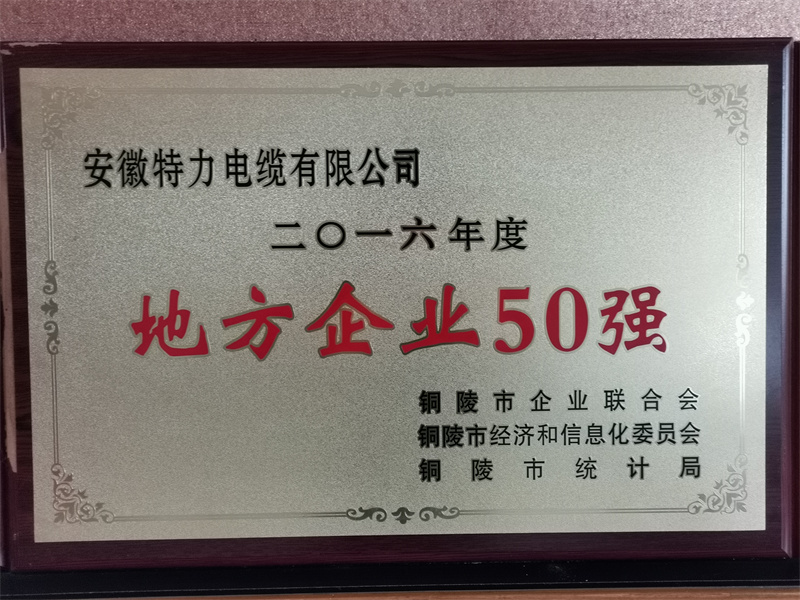 安徽特力电缆有限公司
二〇一六年度
地方企业50强
铜陵市企业联合会
铜陵市经济和信息化委员会
铜陵市统计局